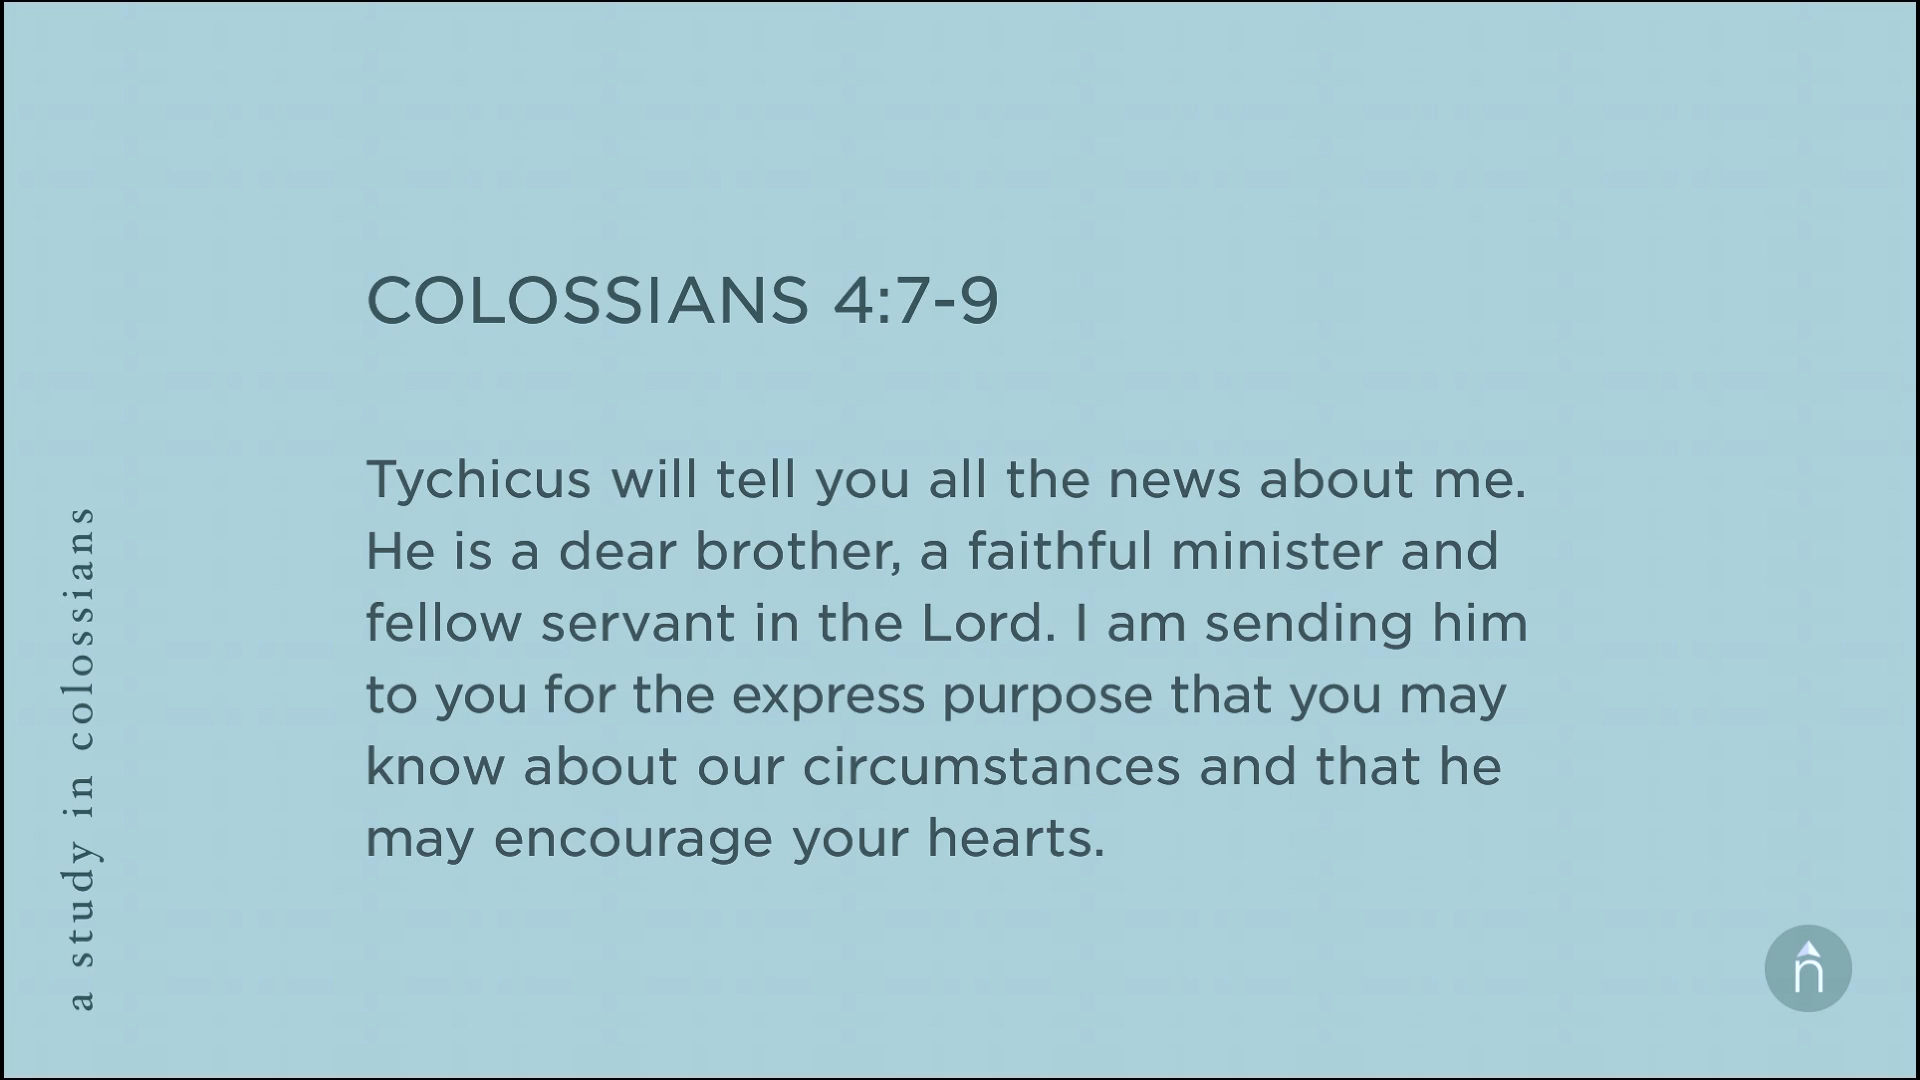 COLOSSIANS 4:7-9
Tychicus will tell you all the news about me.
He is a dear brother, a faithful minister and
fellow servant in the Lord. I am sending him
to you for the express purpose that you may
know about our circumstances and that he
may encourage your hearts.
a study in colossians
n